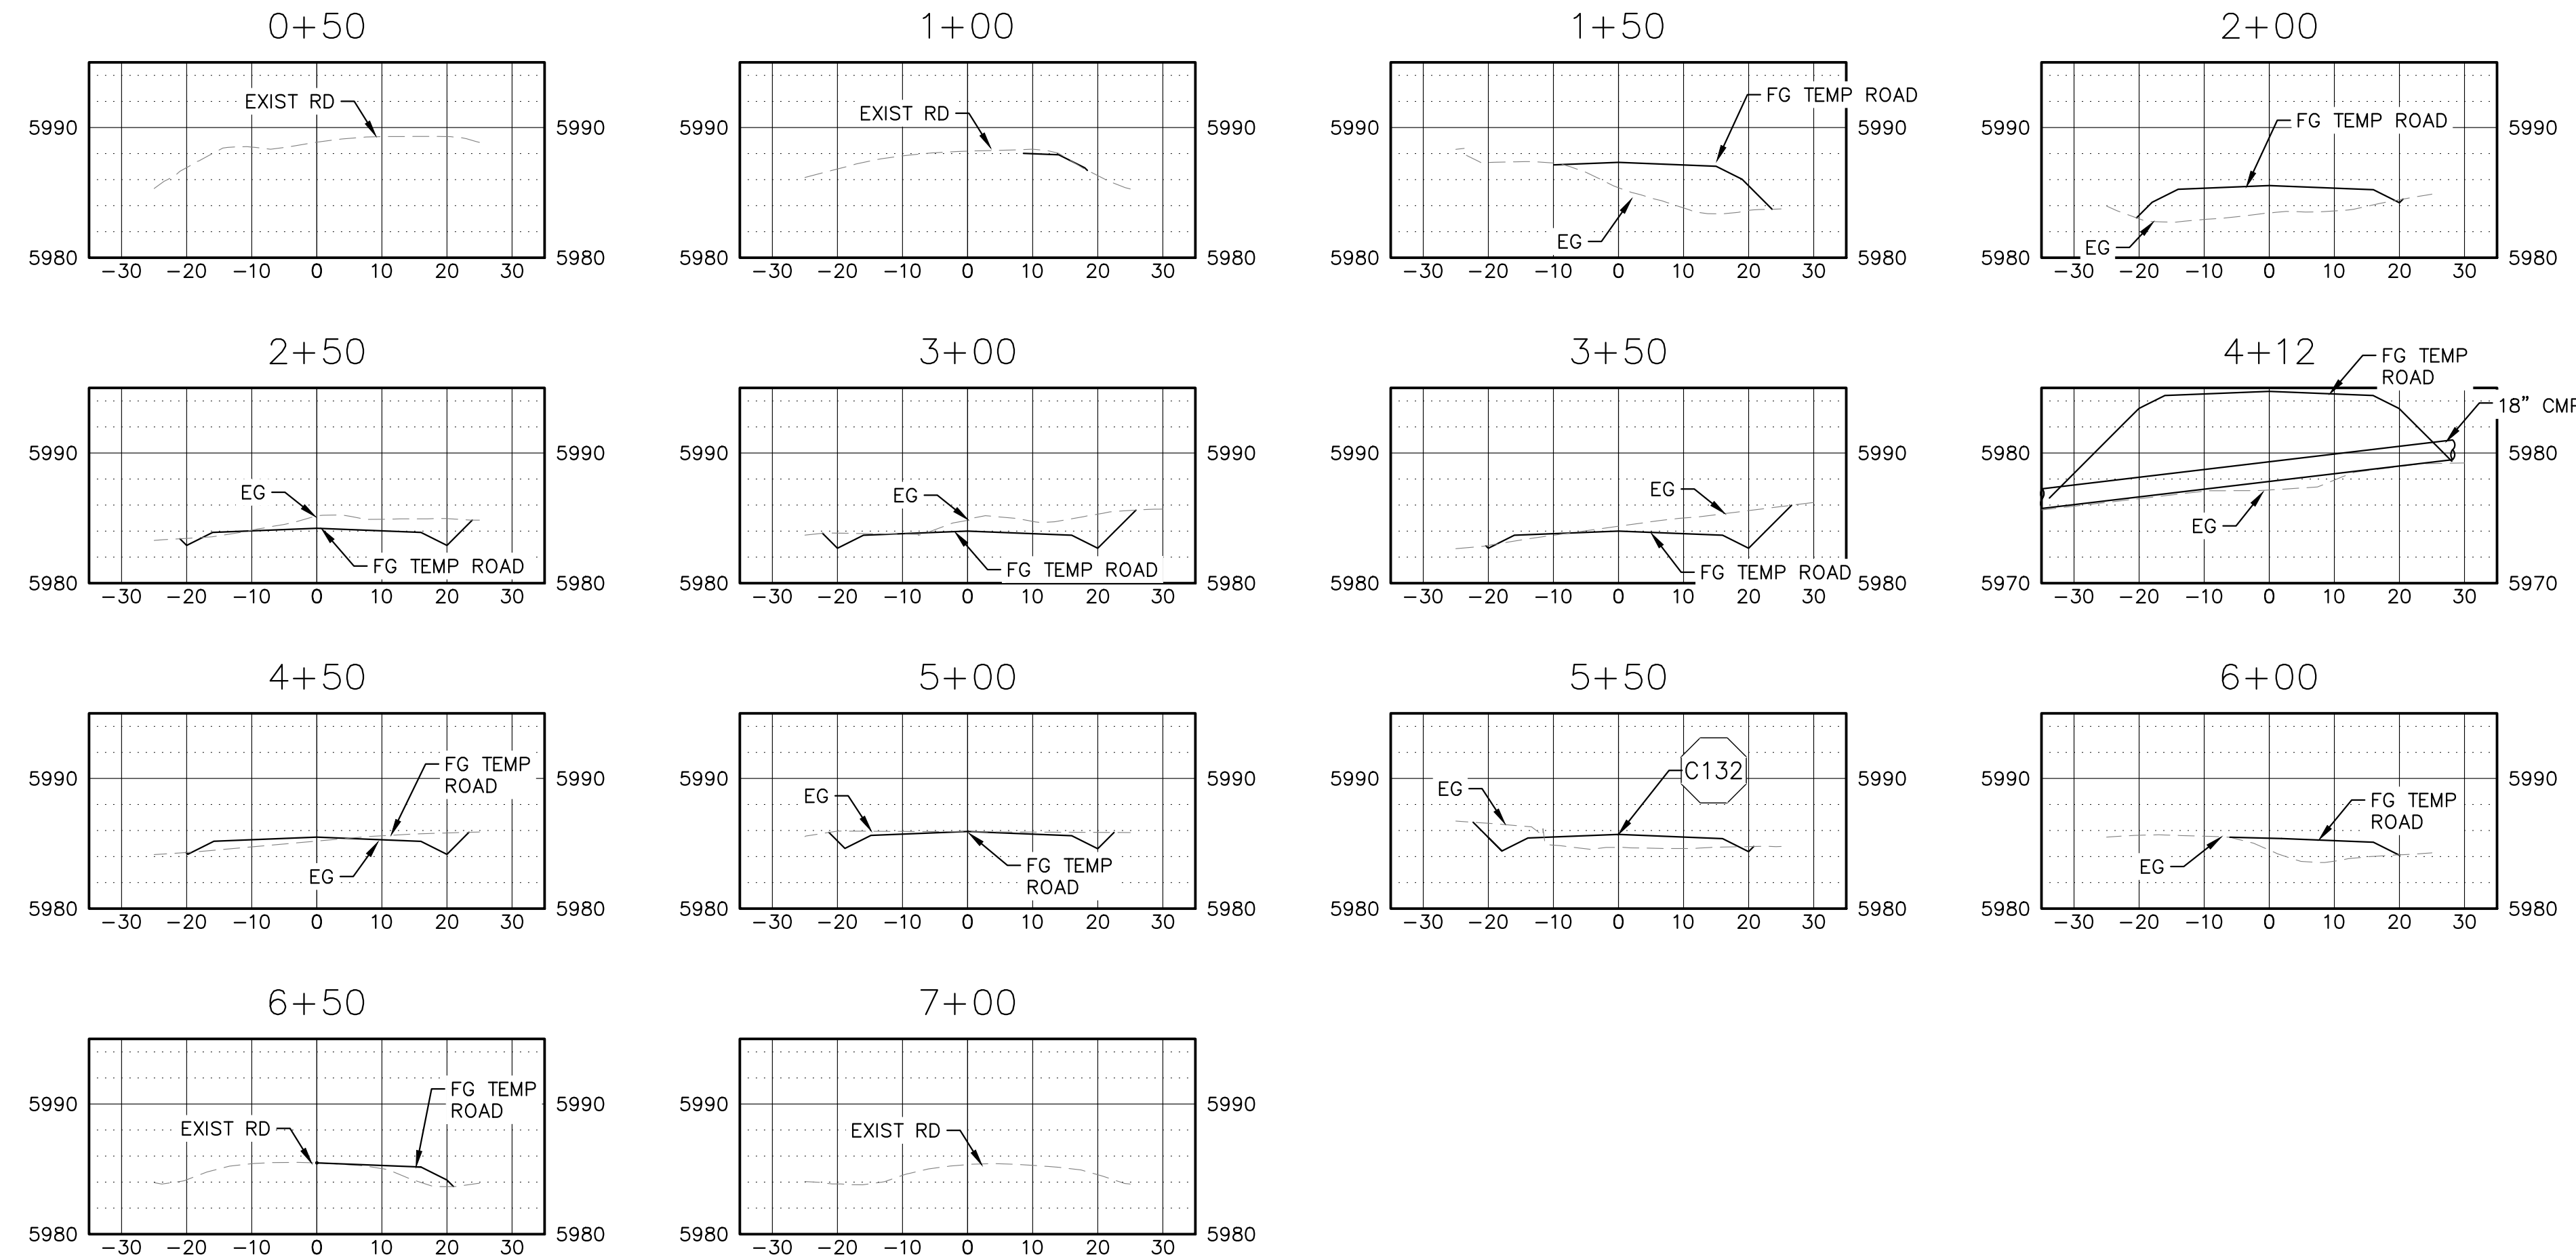 0+50
1+00
1+50
2+00
EXIST RD
5990 5990
5980 5980
-30 -20 -10 0 10 20 30
EXIST RD
5990 5990
5980 5980
-30 -20 -10 0 10 20 30
FG TEMP ROAD
5990 5990
EG
5980 5980
-30 -20 -10 0 10 20 30
FG TEMP ROAD
5990 5990
EG
5980 5980
-30 -20 -10 0 10 20 30
2+50
3+00
3+50
4+12
5990 5990
EG
FG TEMP ROAD
5980 5980
-30 -20 -10 0 10 20 30
5990 5990
EG
FG TEMP ROAD
5980 5980
-30 -20 -10 0 10 20 30
5990 5990
EG
FG TEMP ROAD
5980 5980
-30 -20 -10 0 10 20 30
FG TEMP
ROAD
18" CMP
5980 5980
EG
5970 5970
-30 -20 -10 0 10 20 30
4+50
5+00
5+50
6+00
FG TEMP
ROAD
5990 5990
EG
5980 5980
-30 -20 -10 0 10 20 30
5990 5990
EG
FG TEMP
ROAD
5980 5980
-30 -20 -10 0 10 20 30
C132
5990 5990
EG
5980 5980
-30 -20 -10 0 10 20 30
5990 5990
FG TEMP
ROAD
EG
5980 5980
-30 -20 -10 0 10 20 30
6+50
7+00
FG TEMP
ROAD
5990 5990
EXIST RD
5980 5980
-30 -20 -10 0 10 20 30
5990 5990
EXIST RD
5980 5980
-30 -20 -10 0 10 20 30